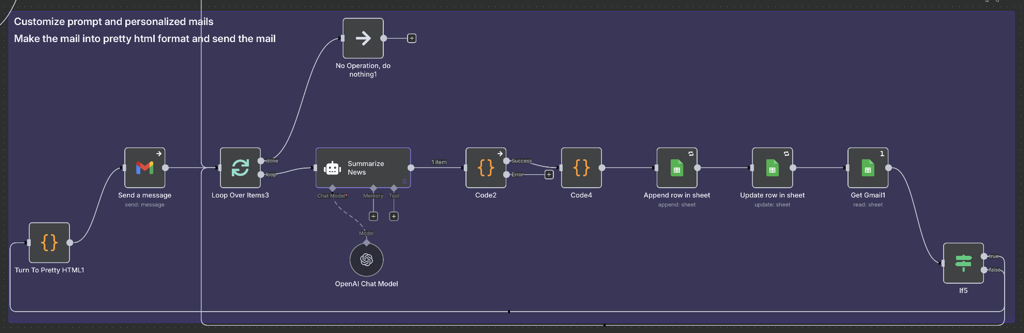 Customize prompt and personalized mails
Make the mail into pretty html format and send the mail
No Operation, do
nothing1
Send a message
send: message
done
loop
Loop Over Items3
Summarize
News
Chat Model*
Memory
Tool
Model
OpenAI Chat Model
1 item
Success
Error
Code2
Code4
Append row in sheet
append: sheet
Update row in sheet
update: sheet
1
Get Gmail1
read: sheet
Turn To Pretty HTML1
true
false
If5